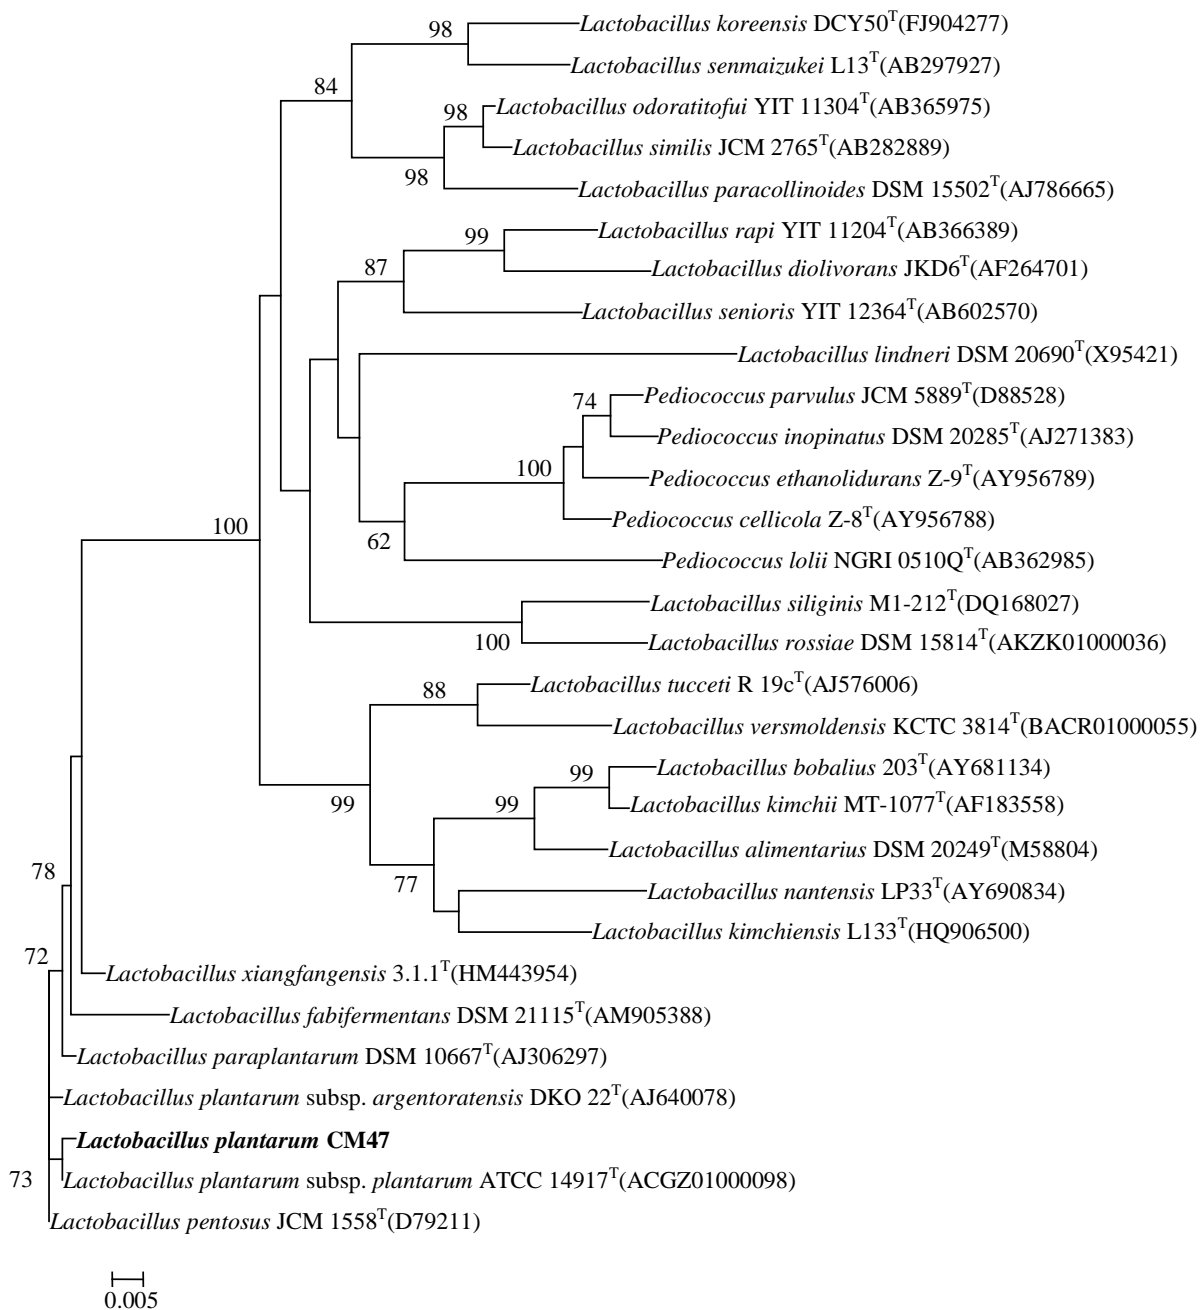 98
Lactobacillus koreensis DCY50T(FJ904277)
Lactobacillus senmaizukei L13T(AB297927)
84
98
Lactobacillus odoratitofui YIT 11304T(AB365975)
Lactobacillus similis JCM 2765T(AB282889)
98
Lactobacillus paracollinoides DSM 15502T(AJ786665)
99
Lactobacillus rapi YIT 11204T(AB366389)
87
Lactobacillus diolivorans JKD6T(AF264701)
Lactobacillus senioris YIT 12364T(AB602570)
Lactobacillus lindneri DSM 20690T(X95421)
74
Pediococcus parvulus JCM 5889T(D88528)
Pediococcus inopinatus DSM 20285T(AJ271383)
100
Pediococcus ethanolidurans Z-9T(AY956789)
Pediococcus cellicola Z-8T(AY956788)
100
62
Pediococcus lolii NGRI 0510QT(AB362985)
Lactobacillus siliginis M1-212T(DQ168027)
100
Lactobacillus rossiae DSM 15814T(AKZK01000036)
88
Lactobacillus tucceti R 19cT(AJ576006)
Lactobacillus versmoldensis KCTC 3814T(BACR01000055)
99
Lactobacillus bobalius 203T(AY681134)
99
99
Lactobacillus kimchii MT-1077T(AF183558)
Lactobacillus alimentarius DSM 20249T(M58804)
78
77
Lactobacillus nantensis LP33T(AY690834)
Lactobacillus kimchiensis L133T(HQ906500)
72
Lactobacillus xiangfangensis 3.1.1T(HM443954)
Lactobacillus fabifermentans DSM 21115T(AM905388)
Lactobacillus paraplantarum DSM 10667T(AJ306297)
Lactobacillus plantarum subsp. argentoratensis DKO 22T(AJ640078)
Lactobacillus plantarum CM47
73
Lactobacillus plantarum subsp. plantarum ATCC 14917T(ACGZ01000098)
Lactobacillus pentosus JCM 1558T(D79211)
0.005